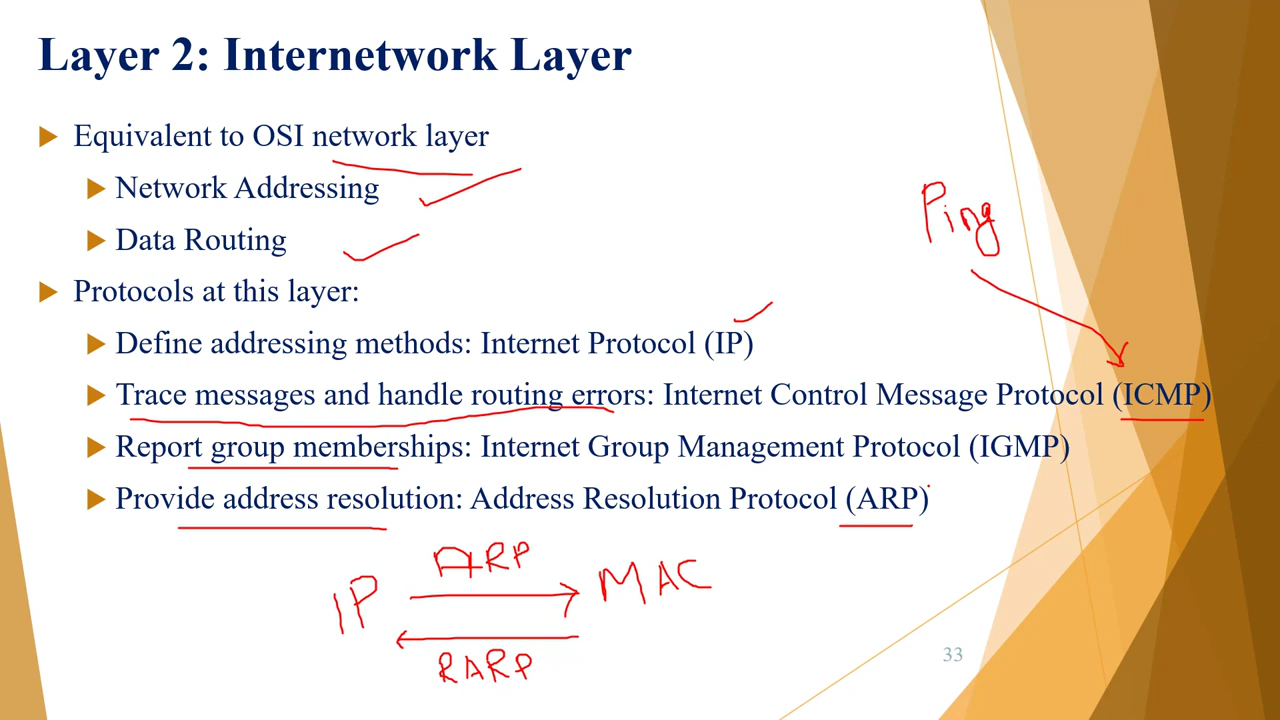 Layer 2: Internetwork Layer
Equivalent to OSI network layer
Network Addressing
Data Routing
Ping
Protocols at this layer:
Define addressing methods: Internet Protocol (IP)
Trace messages and handle routing errors: Internet Control Message Protocol (ICMP)
Report group memberships: Internet Group Management Protocol (IGMP)
Provide address resolution: Address Resolution Protocol (ARP)
ARP
IP MAC
RARP
33